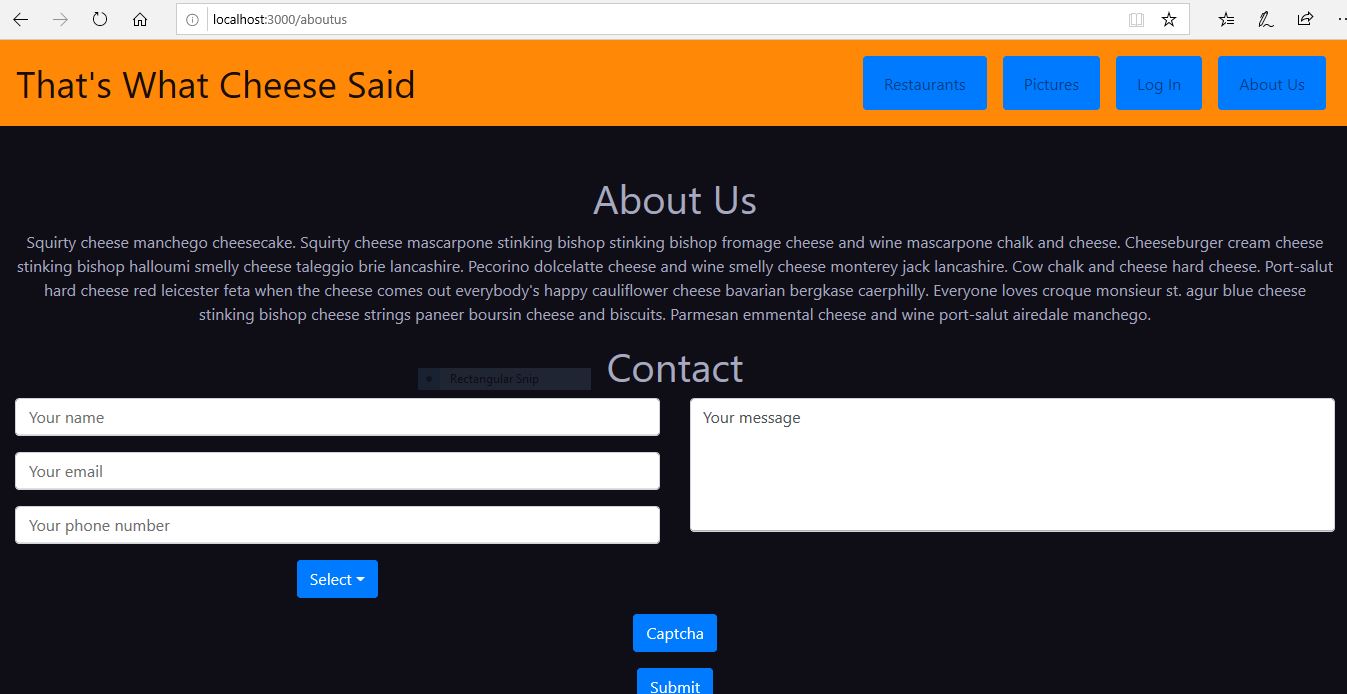 localhost:3000/aboutus
That's What Cheese Said
Restaurants
Pictures
Log In
About Us
About Us
Squirty cheese manchego cheesecake. Squirty cheese mascarpone stinking bishop stinking bishop fromage cheese and wine mascarpone chalk and cheese. Cheeseburger cream cheese
stinking bishop halloumi smelly cheese taleggio brie lancashire. Pecorino dolcelatte cheese and wine smelly cheese monterey jack lancashire. Cow chalk and cheese hard cheese. Port-salut
hard cheese red leicester feta when the cheese comes out everybody's happy cauliflower cheese bavarian bergkase caerphilly. Everyone loves croque monsieur st. agur blue cheese
stinking bishop cheese strings paneer boursin cheese and biscuits. Parmesan emmental cheese and wine port-salut airedale manchego.
Contact
Rectangular Snip
Your name
Your message
Your email
Your phone number
Select
Captcha
Submit